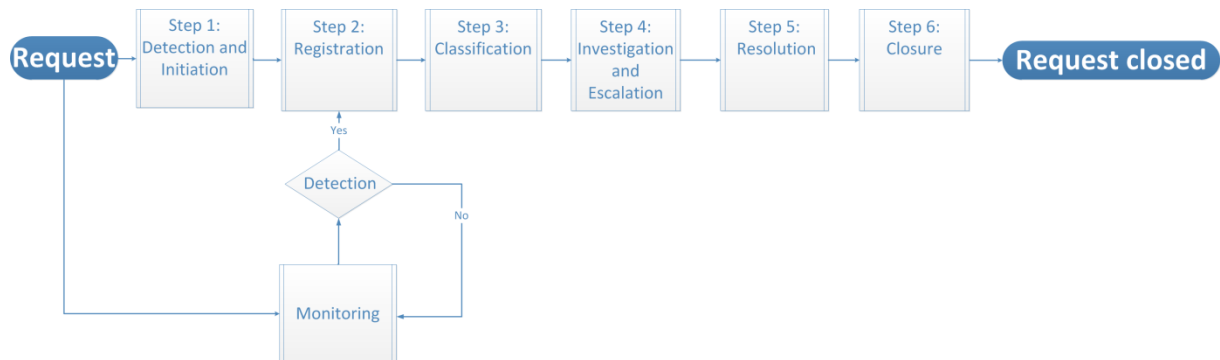 Request
Step 1:
Detection and
Initiation
Step 2:
Registration
Step 3:
Classification
Step 4:
Investigation
and
Escalation
Step 5:
Resolution
Step 6:
Closure
Request closed
Yes
Detection
No
Monitoring